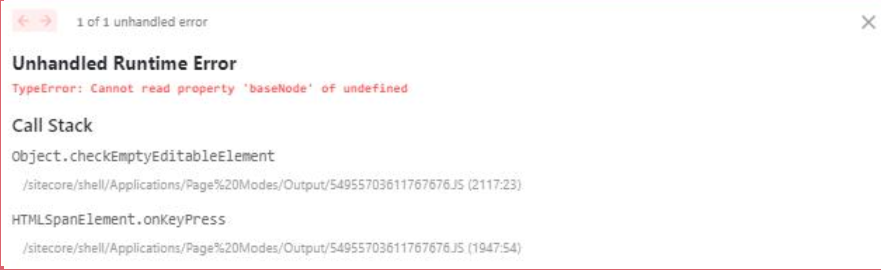 1 of 1 unhandled error
Unhandled Runtime Error
TypeError: Cannot read property 'baseNode' of undefined
Call Stack
Object.checkEmptyEditableElement
/sitecore/shell/Applications/Page%20Modes/Output/54955703611767676.JS (2117:23)
HTMLSpanElement.onKeyPress
/sitecore/shell/Applications/Page%20Modes/Output/54955703611767676.JS (1947:54)